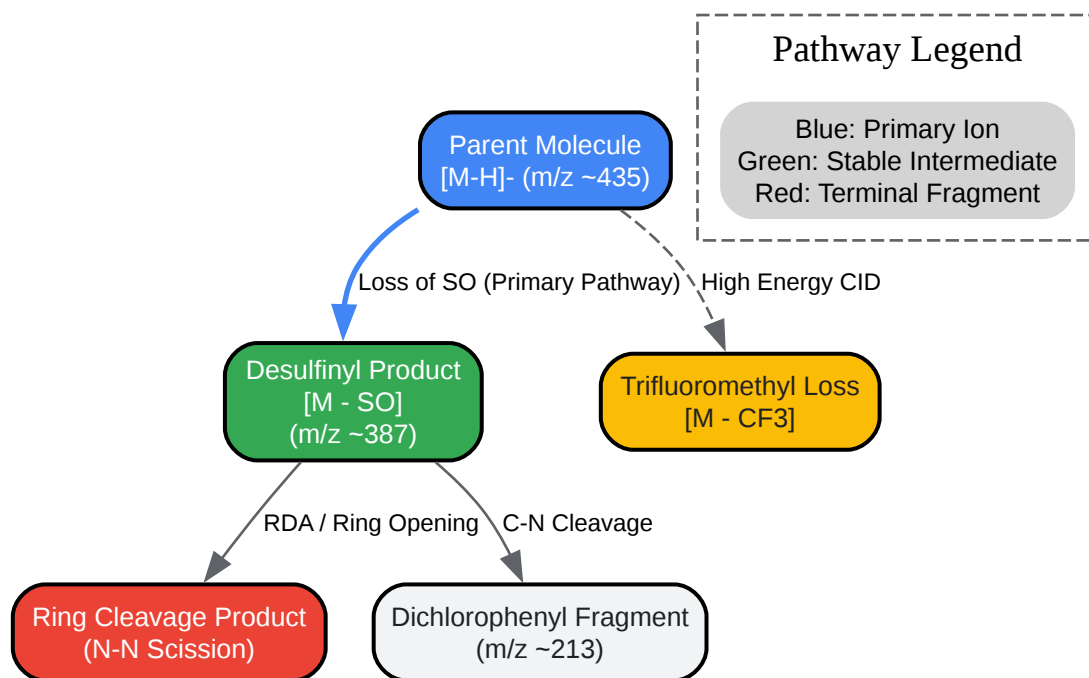 Pathway Legend
Blue: Primary Ion
Green: Stable Intermediate
Red: Terminal Fragment
Parent Molecule
[M-H]- (m/z ~435)
Loss of SO (Primary Pathway)
High Energy CID
Desulfinyl Product
[M - SO]
(m/z ~387)
Trifluoromethyl Loss
[M - CF3]
RDA / Ring Opening
C-N Cleavage
Ring Cleavage Product
(N-N Scission)
Dichlorophenyl Fragment
(m/z ~213)